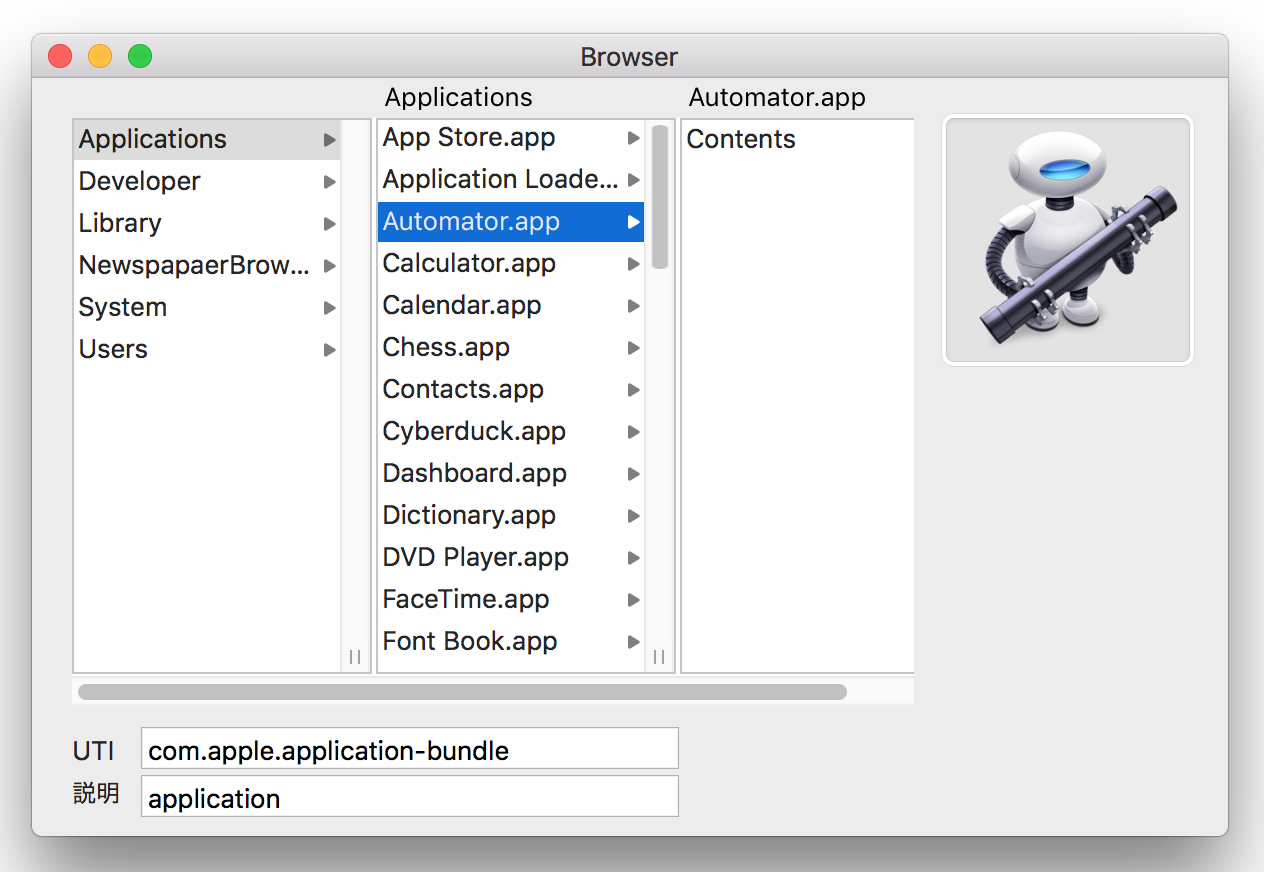 Browser
Applications
Automator.app
Applications
Developer
Library
NewspapaerBrow...
System
Users
App Store.app
Application Loade...
Automator.app
Calculator.app
Calendar.app
Chess.app
Contacts.app
Cyberduck.app
Dashboard.app
Dictionary.app
DVD Player.app
FaceTime.app
Font Book.app
Contents
UTI
com.apple.application-bundle
説明
application